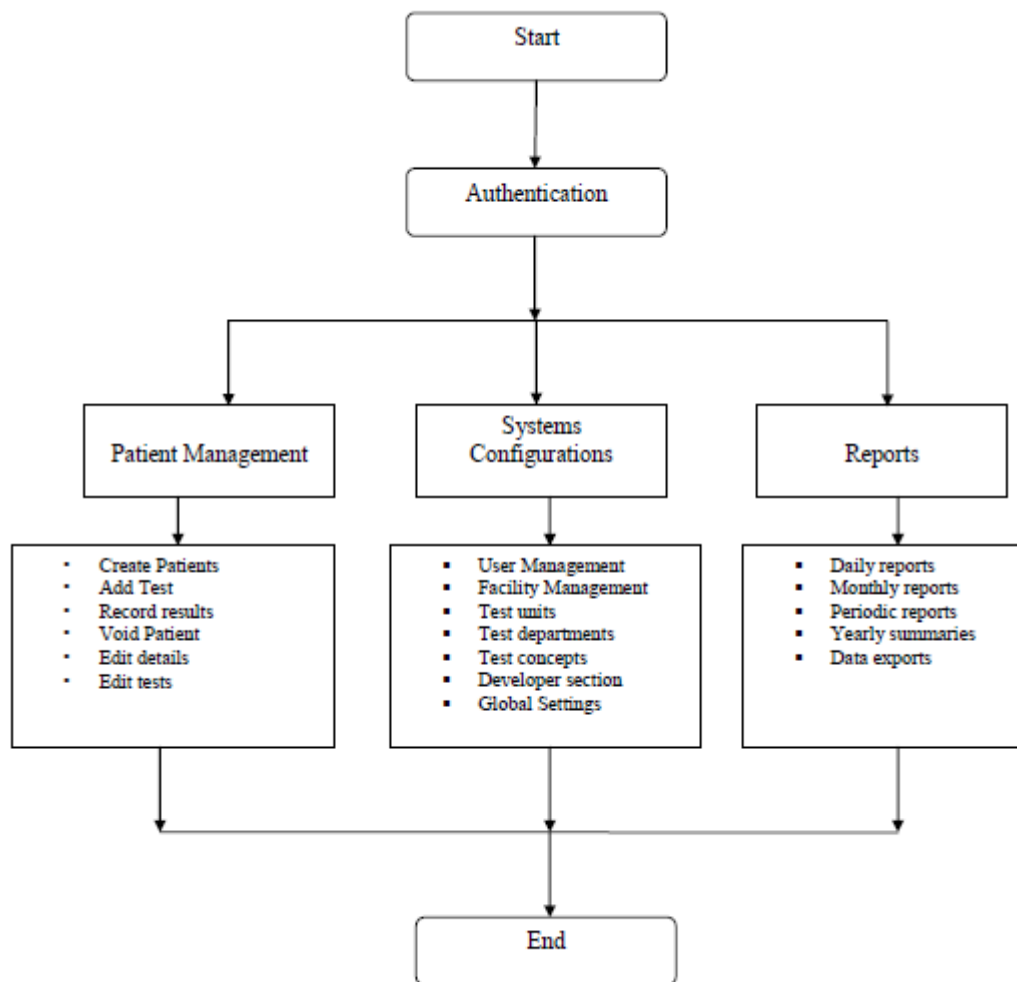 Start
Authentication
Patient Management
Systems
Configurations
Reports
▪ Create Patients
▪ Add Test
▪ Record results
▪ Void Patient
▪ Edit details
▪ Edit tests
▪ User Management
▪ Facility Management
▪ Test units
▪ Test departments
▪ Test concepts
▪ Developer section
▪ Global Settings
▪ Daily reports
▪ Monthly reports
▪ Periodic reports
▪ Yearly summaries
▪ Data exports
End